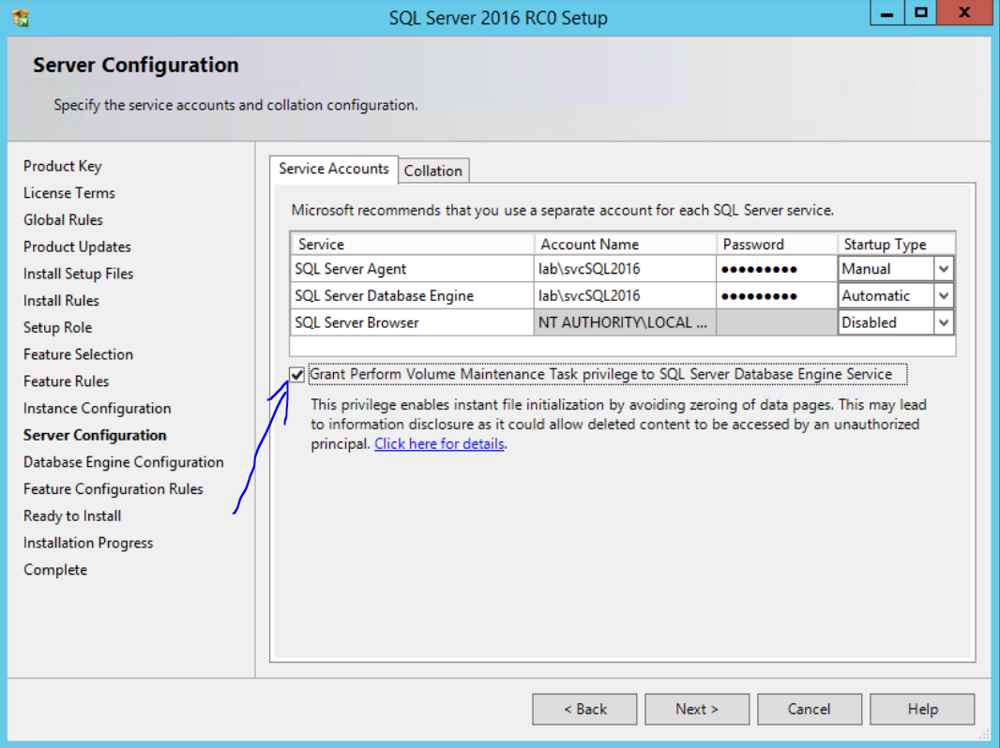 SQL Server 2016 RC0 Setup
Server Configuration
Specify the service accounts and collation configuration.
Product Key
License Terms
Global Rules
Product Updates
Install Setup Files
Install Rules
Setup Role
Feature Selection
Feature Rules
Instance Configuration
Server Configuration
Database Engine Configuration
Feature Configuration Rules
Ready to Install
Installation Progress
Complete
Service Accounts Collation
Microsoft recommends that you use a separate account for each SQL Server service.
Service Account Name Password Startup Type
SQL Server Agent lab\svcSQL2016 ●●●●●●●●● Manual
SQL Server Database Engine lab\svcSQL2016 ●●●●●●●●● Automatic
SQL Server Browser NT AUTHORITY\LOCAL ... Disabled
Grant Perform Volume Maintenance Task privilege to SQL Server Database Engine Service
This privilege enables instant file initialization by avoiding zeroing of data pages. This may lead
to information disclosure as it could allow deleted content to be accessed by an unauthorized
principal. Click here for details.
< Back Next > Cancel Help